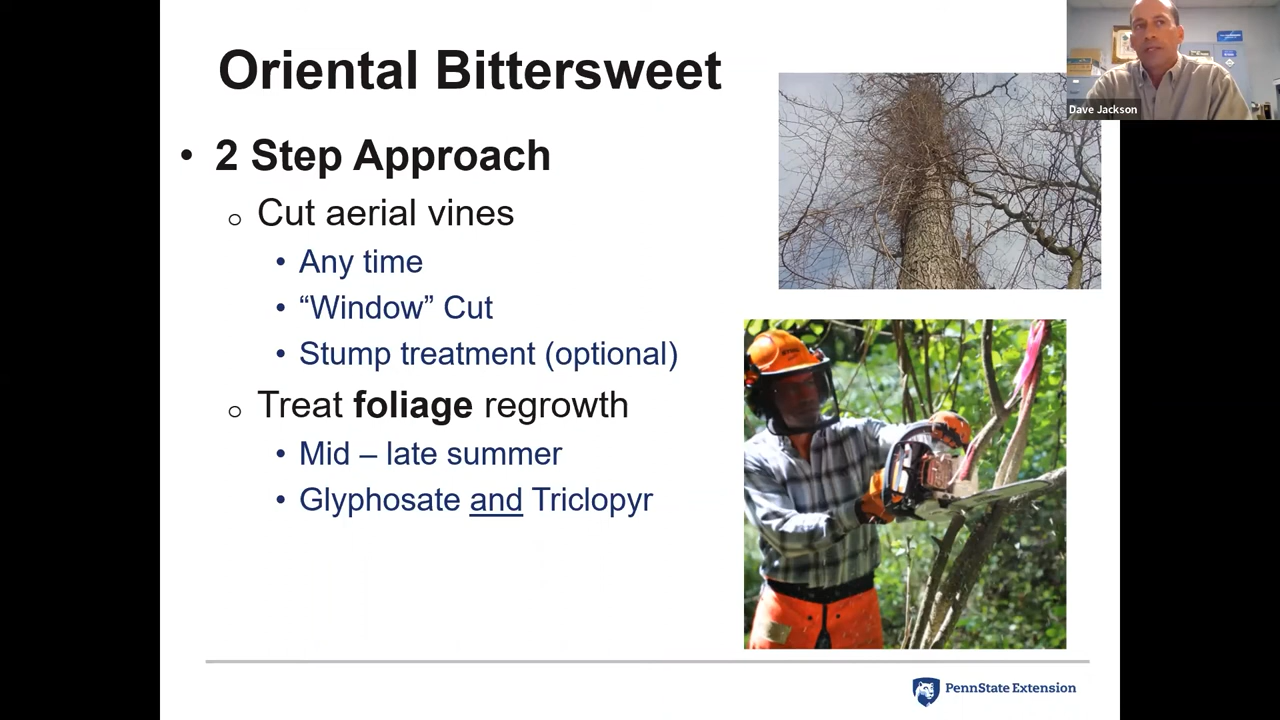 Oriental Bittersweet
• 2 Step Approach
o Cut aerial vines
• Any time
• “Window” Cut
• Stump treatment (optional)
o Treat foliage regrowth
• Mid – late summer
• Glyphosate and Triclopyr
Dave Jackson
PennState Extension